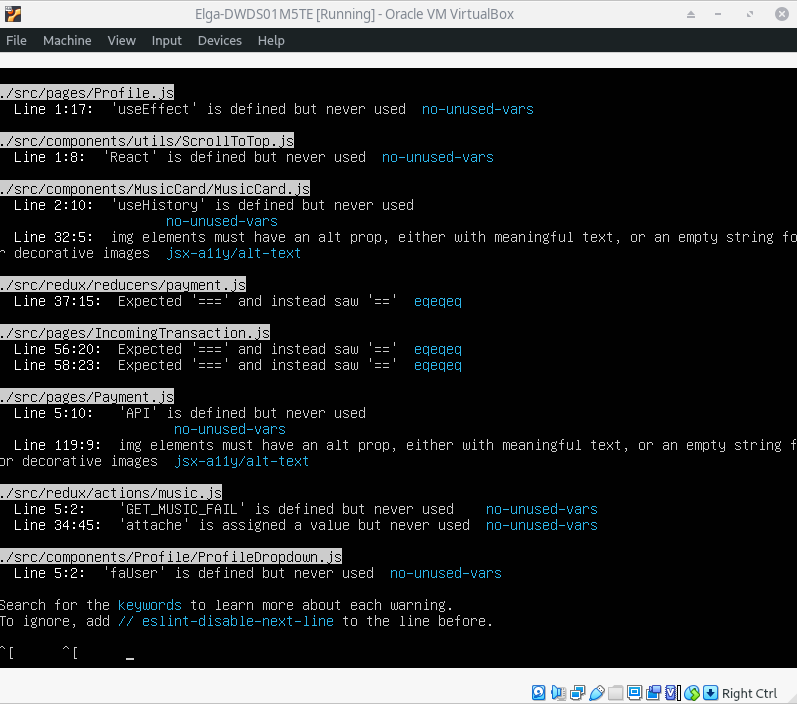 Elga-DWDS01M5TE [Running] - Oracle VM VirtualBox
File Machine View Input Devices Help
./src/pages/Profile.js
Line 1:17: 'useEffect' is defined but never used no-unused-vars
./src/components/utils/ScrollToTop.js
Line 1:8: 'React' is defined but never used no-unused-vars
./src/components/MusicCard/MusicCard.js
Line 2:10: 'useHistory' is defined but never used
no-unused-vars
Line 32:5: img elements must have an alt prop, either with meaningful text, or an empty string fo
r decorative images jsx-a11y/alt-text
./src/redux/reducers/payment.js
Line 37:15: Expected '===' and instead saw '==' eqeqeq
./src/pages/IncomingTransaction.js
Line 56:20: Expected '===' and instead saw '==' eqeqeq
Line 58:23: Expected '===' and instead saw '==' eqeqeq
./src/pages/Payment.js
Line 5:10: 'API' is defined but never used
no-unused-vars
Line 119:9: img elements must have an alt prop, either with meaningful text, or an empty string f
or decorative images jsx-a11y/alt-text
./src/redux/actions/music.js
Line 5:2: 'GET_MUSIC_FAIL' is defined but never used no-unused-vars
Line 34:45: 'attache' is assigned a value but never used no-unused-vars
./src/components/Profile/ProfileDropdown.js
Line 5:2: 'faUser' is defined but never used no-unused-vars
Search for the keywords to learn more about each warning.
To ignore, add // eslint-disable-next-line to the line before.
^[ ^[ _
Right Ctrl